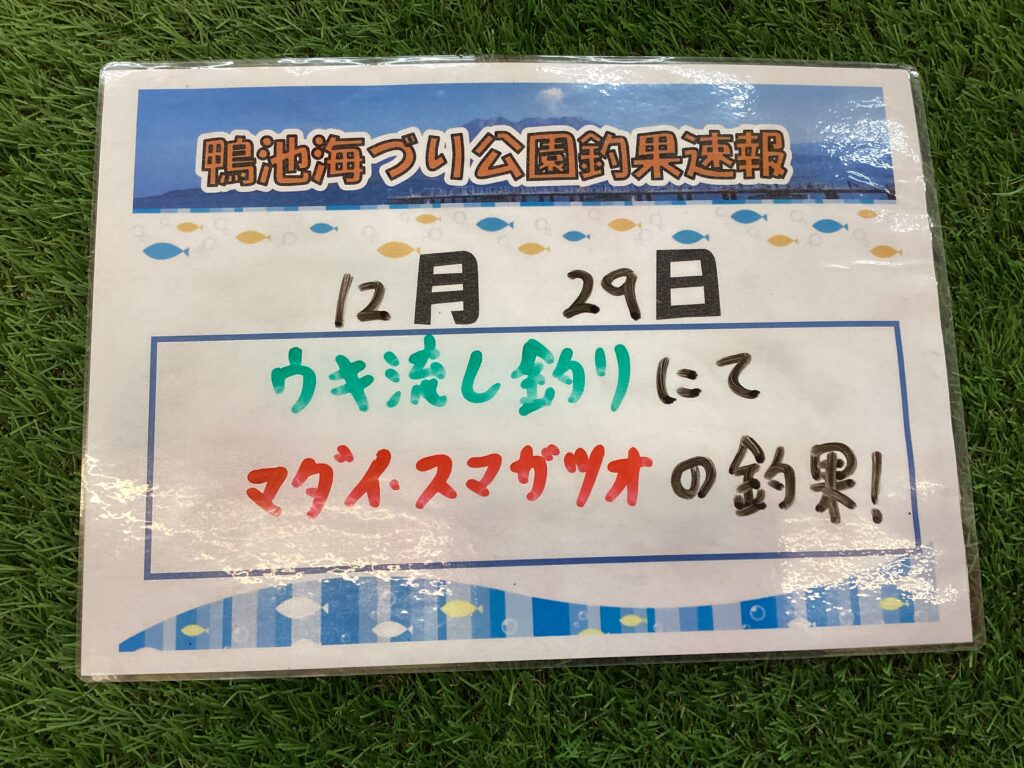 鴨池海づり公園釣果速報
12月 29日
ウキ流し釣りにて
マダイ・スマガツオの釣果!